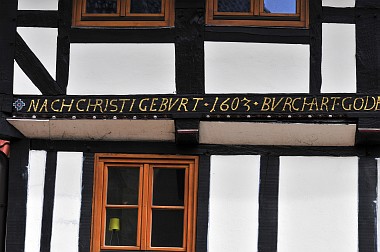 NACH CHRISTI GEBVRT · 1603 · BVRCHART · GODE